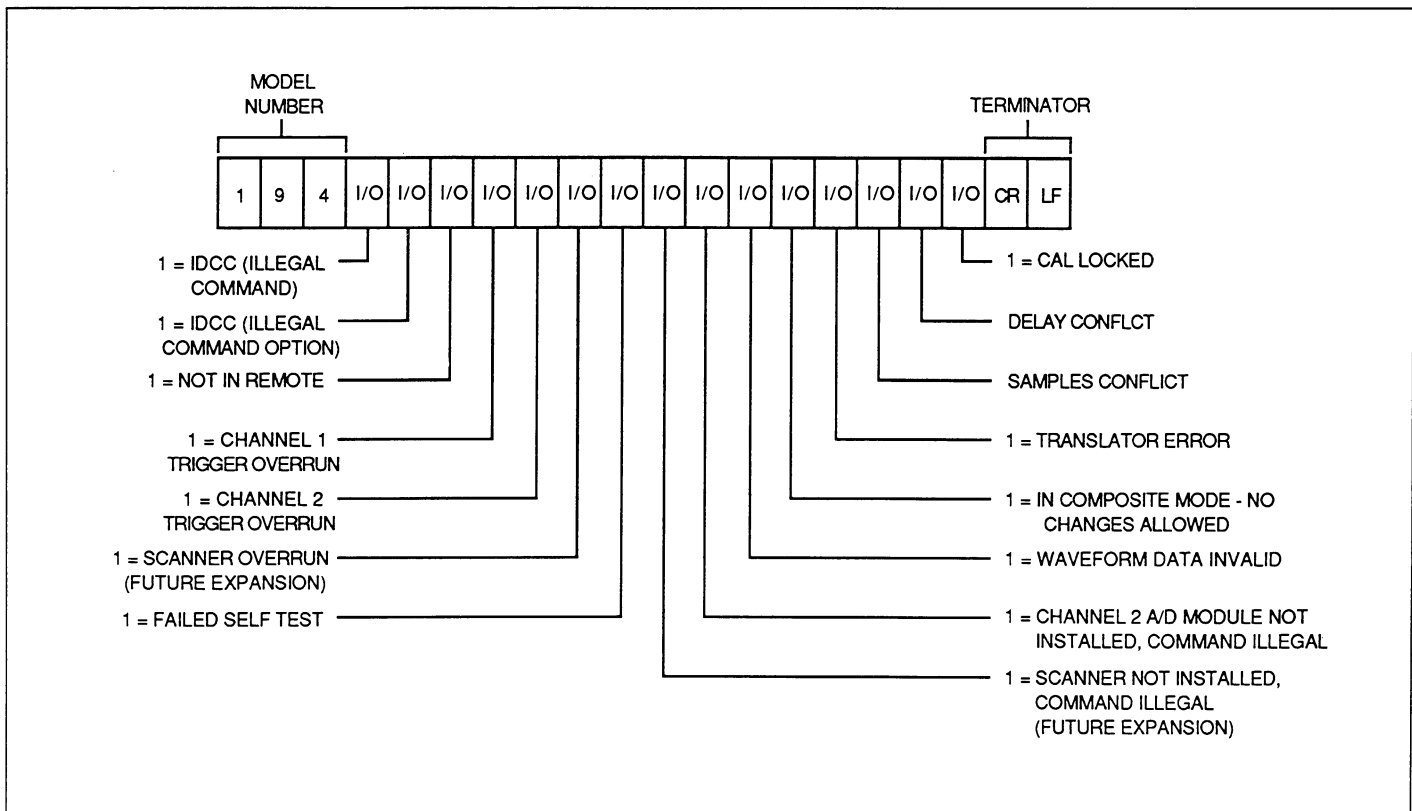 MODEL
NUMBER
TERMINATOR
1 9 4 I/O I/O I/O I/O I/O I/O I/O I/O I/O I/O I/O I/O I/O I/O I/O CR LF
1 = IDCC (ILLEGAL
COMMAND)
1 = IDCC (ILLEGAL
COMMAND OPTION)
1 = NOT IN REMOTE
1 = CHANNEL 1
TRIGGER OVERRUN
1 = CHANNEL 2
TRIGGER OVERRUN
1 = SCANNER OVERRUN
(FUTURE EXPANSION)
1 = FAILED SELF TEST
1 = CAL LOCKED
DELAY CONFLCT
SAMPLES CONFLICT
1 = TRANSLATOR ERROR
1 = IN COMPOSITE MODE - NO
CHANGES ALLOWED
1 = WAVEFORM DATA INVALID
1 = CHANNEL 2 A/D MODULE NOT
INSTALLED, COMMAND ILLEGAL
1 = SCANNER NOT INSTALLED,
COMMAND ILLEGAL
(FUTURE EXPANSION)